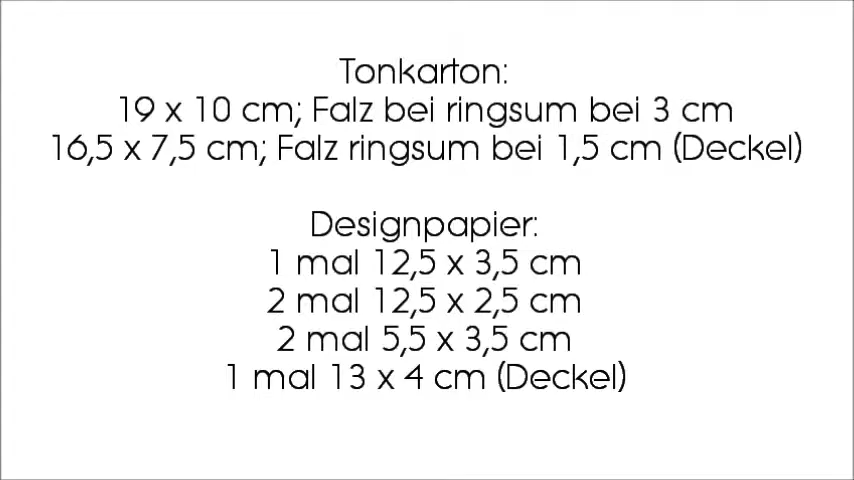 Tonkarton:
19 x 10 cm; Falz bei ringsum bei 3 cm
16,5 x 7,5 cm; Falz ringsum bei 1,5 cm (Deckel)
Designpapier:
1 mal 12,5 x 3,5 cm
2 mal 12,5 x 2,5 cm
2 mal 5,5 x 3,5 cm
1 mal 13 x 4 cm (Deckel)